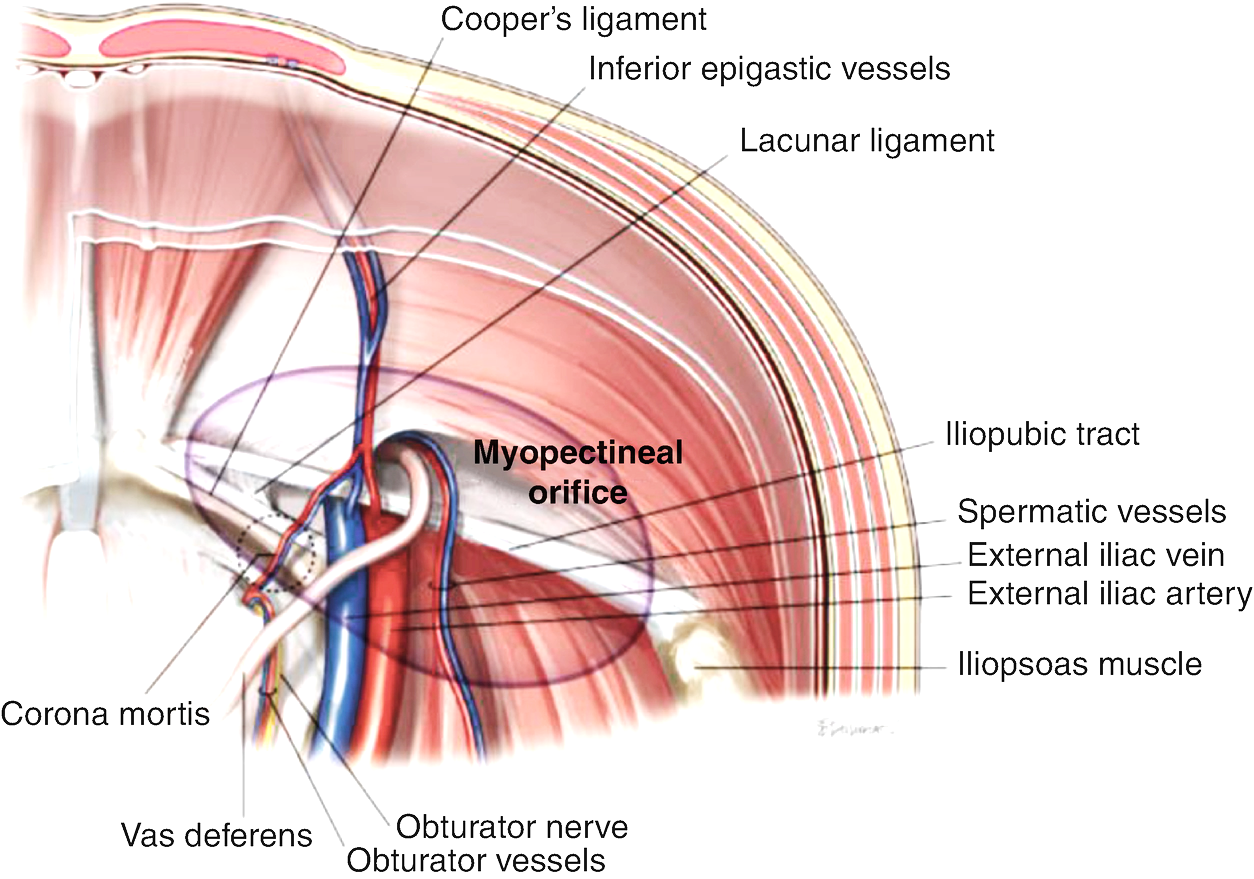 Cooper's ligament
Inferior epigastic vessels
Lacunar ligament
Myopectineal
orifice
Iliopubic tract
Spermatic vessels
External iliac vein
External iliac artery
Iliopsoas muscle
Corona mortis
Vas deferens
Obturator nerve
Obturator vessels